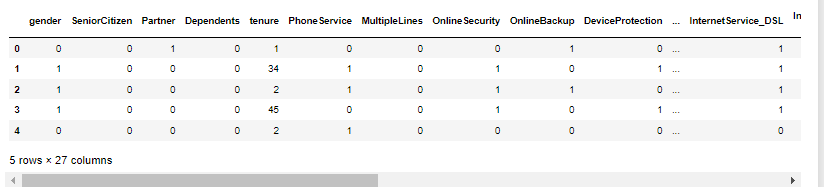 gender SeniorCitizen Partner Dependents tenure PhoneService MultipleLines OnlineSecurity OnlineBackup DeviceProtection ... InternetService_DSL In
0 0 0 1 0 1 0 0 0 1 0 ... 1
1 1 0 0 0 34 1 0 1 0 1 ... 1
2 1 0 0 0 2 1 0 1 1 0 ... 1
3 1 0 0 0 45 0 0 1 0 1 ... 1
4 0 0 0 0 2 1 0 0 0 0 ... 0
5 rows × 27 columns